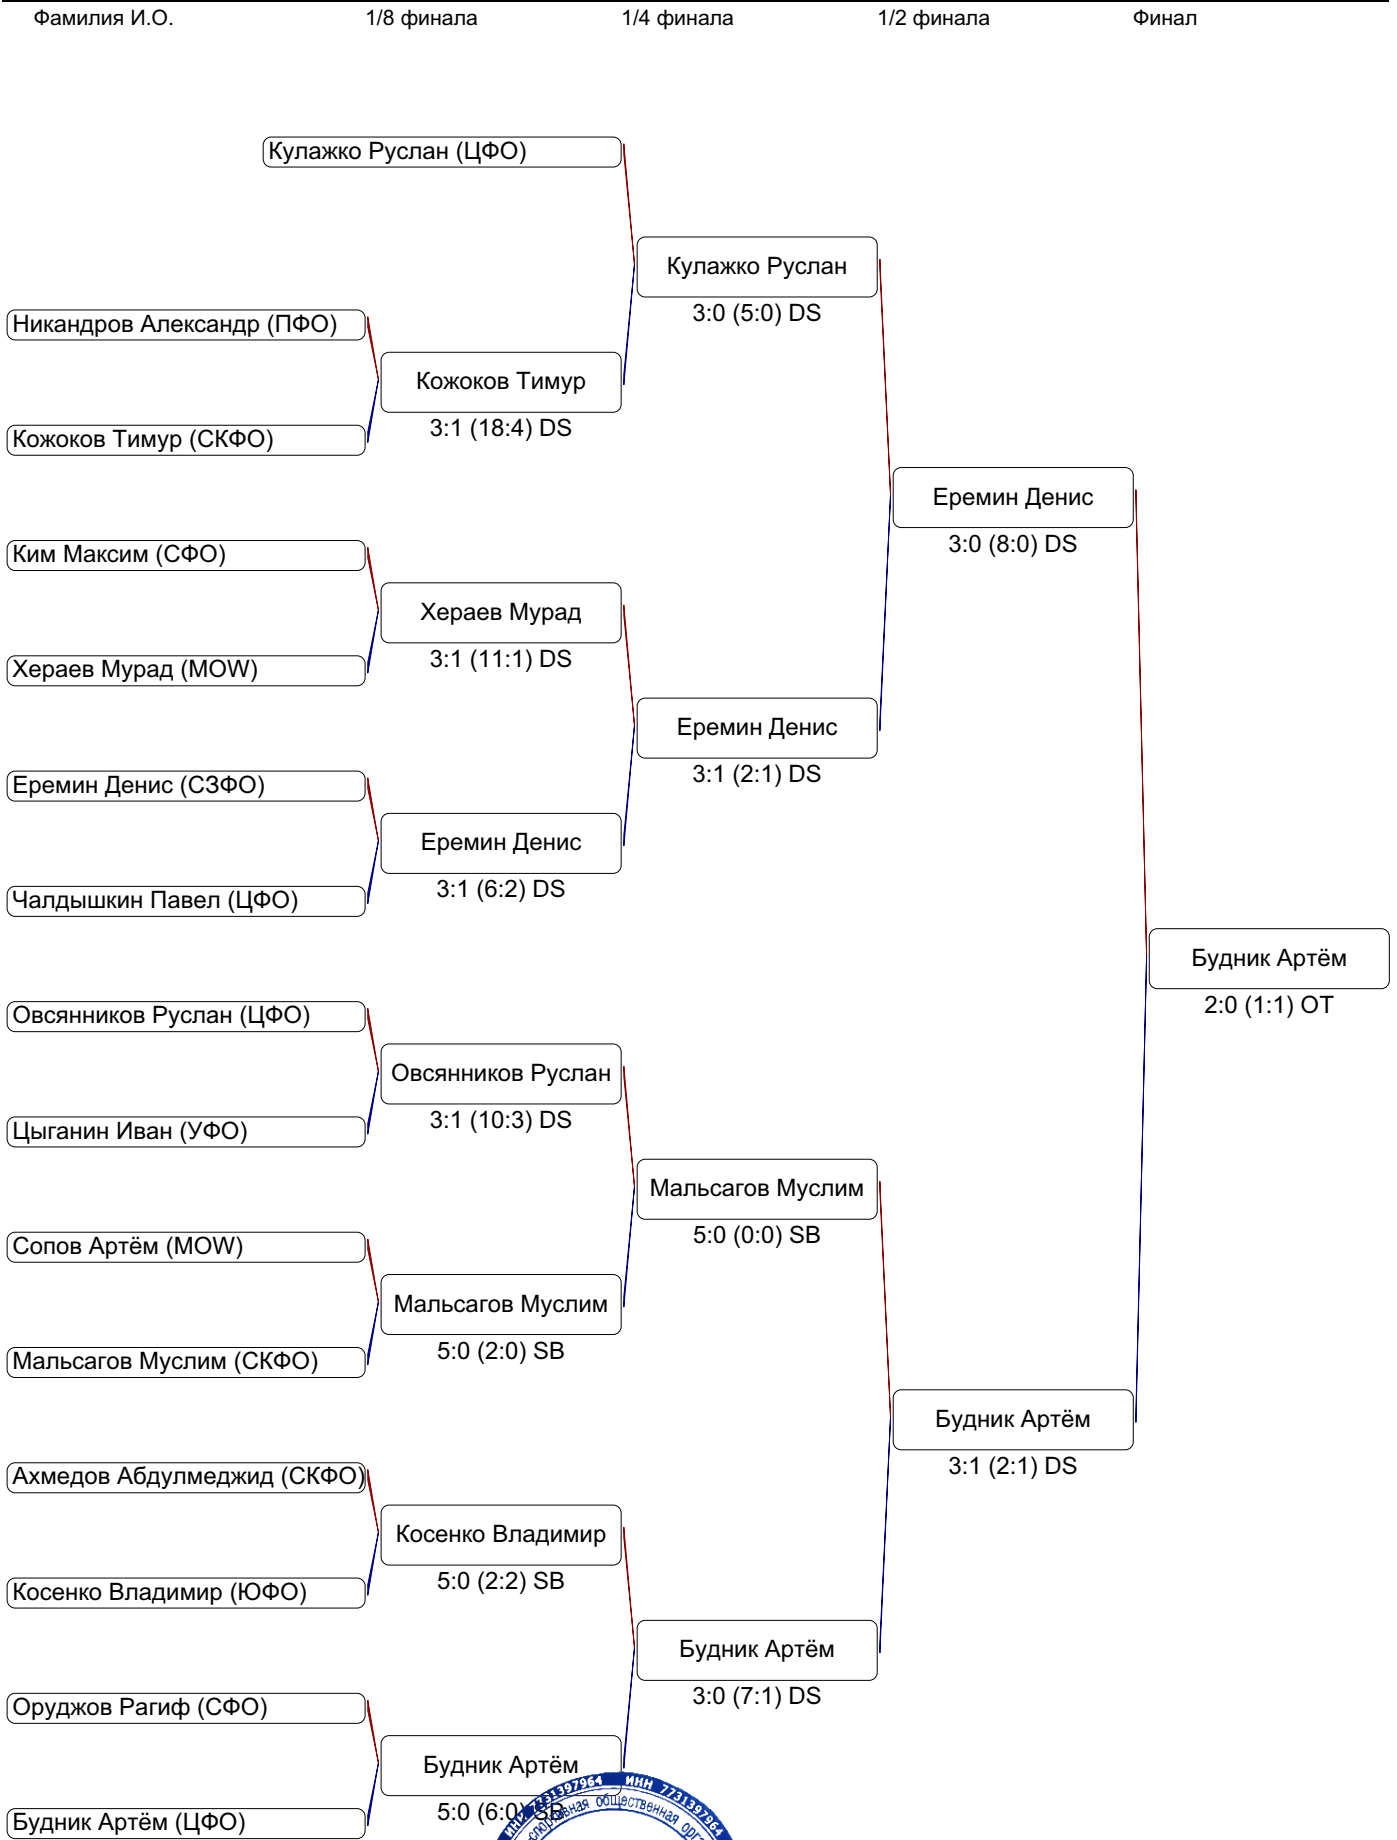 Фамилия И.О. 1/8 финала 1/4 финала 1/2 финала Финал
Кулажко Руслан (ЦФО)
Кулажко Руслан
3:0 (5:0) DS
Никандров Александр (ПФО)
Кожоков Тимур
3:1 (18:4) DS
Кожоков Тимур (СКФО)
Еремин Денис
3:0 (8:0) DS
Ким Максим (СФО)
Хераев Мурад
3:1 (11:1) DS
Хераев Мурад (MOW)
Еремин Денис
3:1 (2:1) DS
Еремин Денис (СЗФО)
Еремин Денис
3:1 (6:2) DS
Чалдышкин Павел (ЦФО)
Будник Артём
2:0 (1:1) OT
Овсянников Руслан (ЦФО)
Овсянников Руслан
3:1 (10:3) DS
Цыганин Иван (УФО)
Мальсагов Муслим
5:0 (0:0) SB
Сопов Артём (MOW)
Мальсагов Муслим
5:0 (2:0) SB
Мальсагов Муслим (СКФО)
Будник Артём
3:1 (2:1) DS
Ахмедов Абдулмеджид (СКФО)
Косенко Владимир
5:0 (2:2) SB
Косенко Владимир (ЮФО)
Будник Артём
3:0 (7:1) DS
Оруджов Рагиф (СФО)
Будник Артём
5:0 (6:0) SB
Будник Артём (ЦФО)
ИНН 7731397964 ИНН 7731397964
общественная